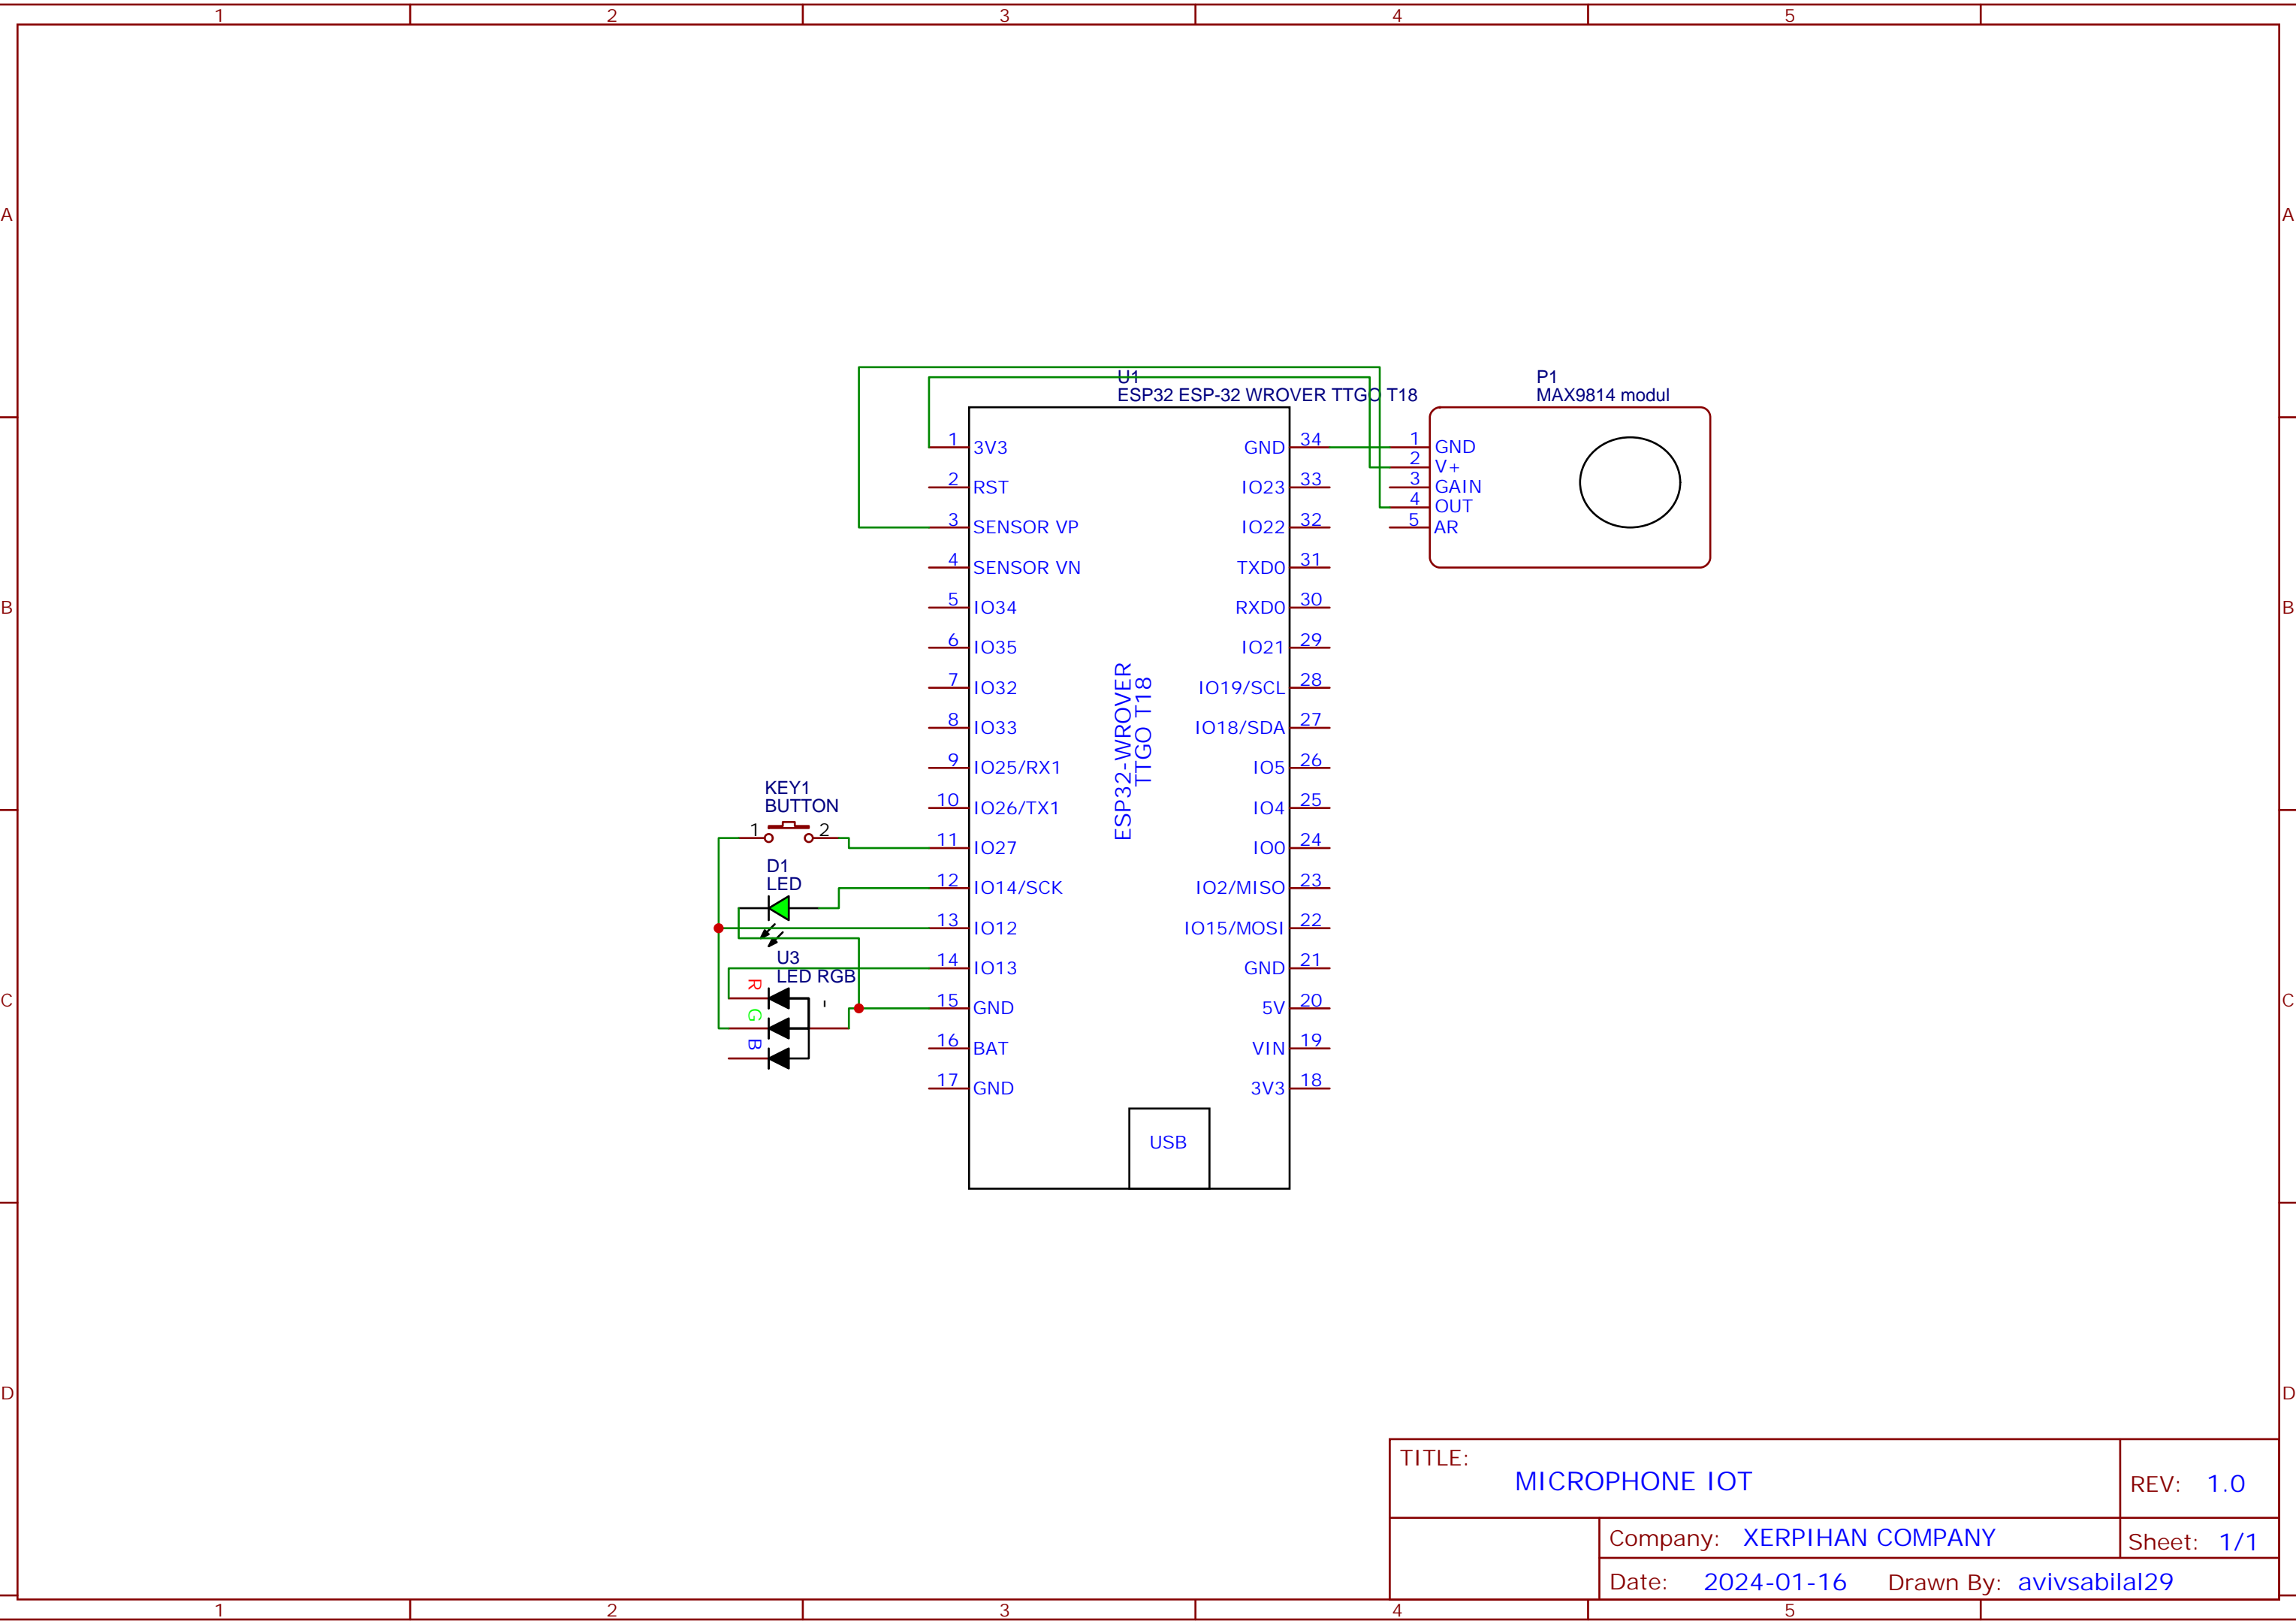 1 2 3 4 5
A A
B B
C C
D D
U1
ESP32 ESP-32 WROVER TTGO T18
P1
MAX9814 modul
1 3V3
2 RST
3 SENSOR VP
4 SENSOR VN
5 IO34
6 IO35
7 IO32
8 IO33
9 IO25/RX1
10 IO26/TX1
11 IO27
12 IO14/SCK
13 IO12
14 IO13
15 GND
16 BAT
17 GND
ESP32-WROVER
TTGO T18
GND 34
IO23 33
IO22 32
TXD0 31
RXD0 30
IO21 29
IO19/SCL 28
IO18/SDA 27
IO5 26
IO4 25
IO0 24
IO2/MISO 23
IO15/MOSI 22
GND 21
5V 20
VIN 19
3V3 18
USB
1 GND
2 V+
3 GAIN
4 OUT
5 AR
KEY1
BUTTON
1 2
D1
LED
U3
LED RGB
R
G
B
-
TITLE:
MICROPHONE IOT
REV: 1.0
Company: XERPIHAN COMPANY
Sheet: 1/1
Date: 2024-01-16 Drawn By: avivsabilal29
1 2 3 4 5